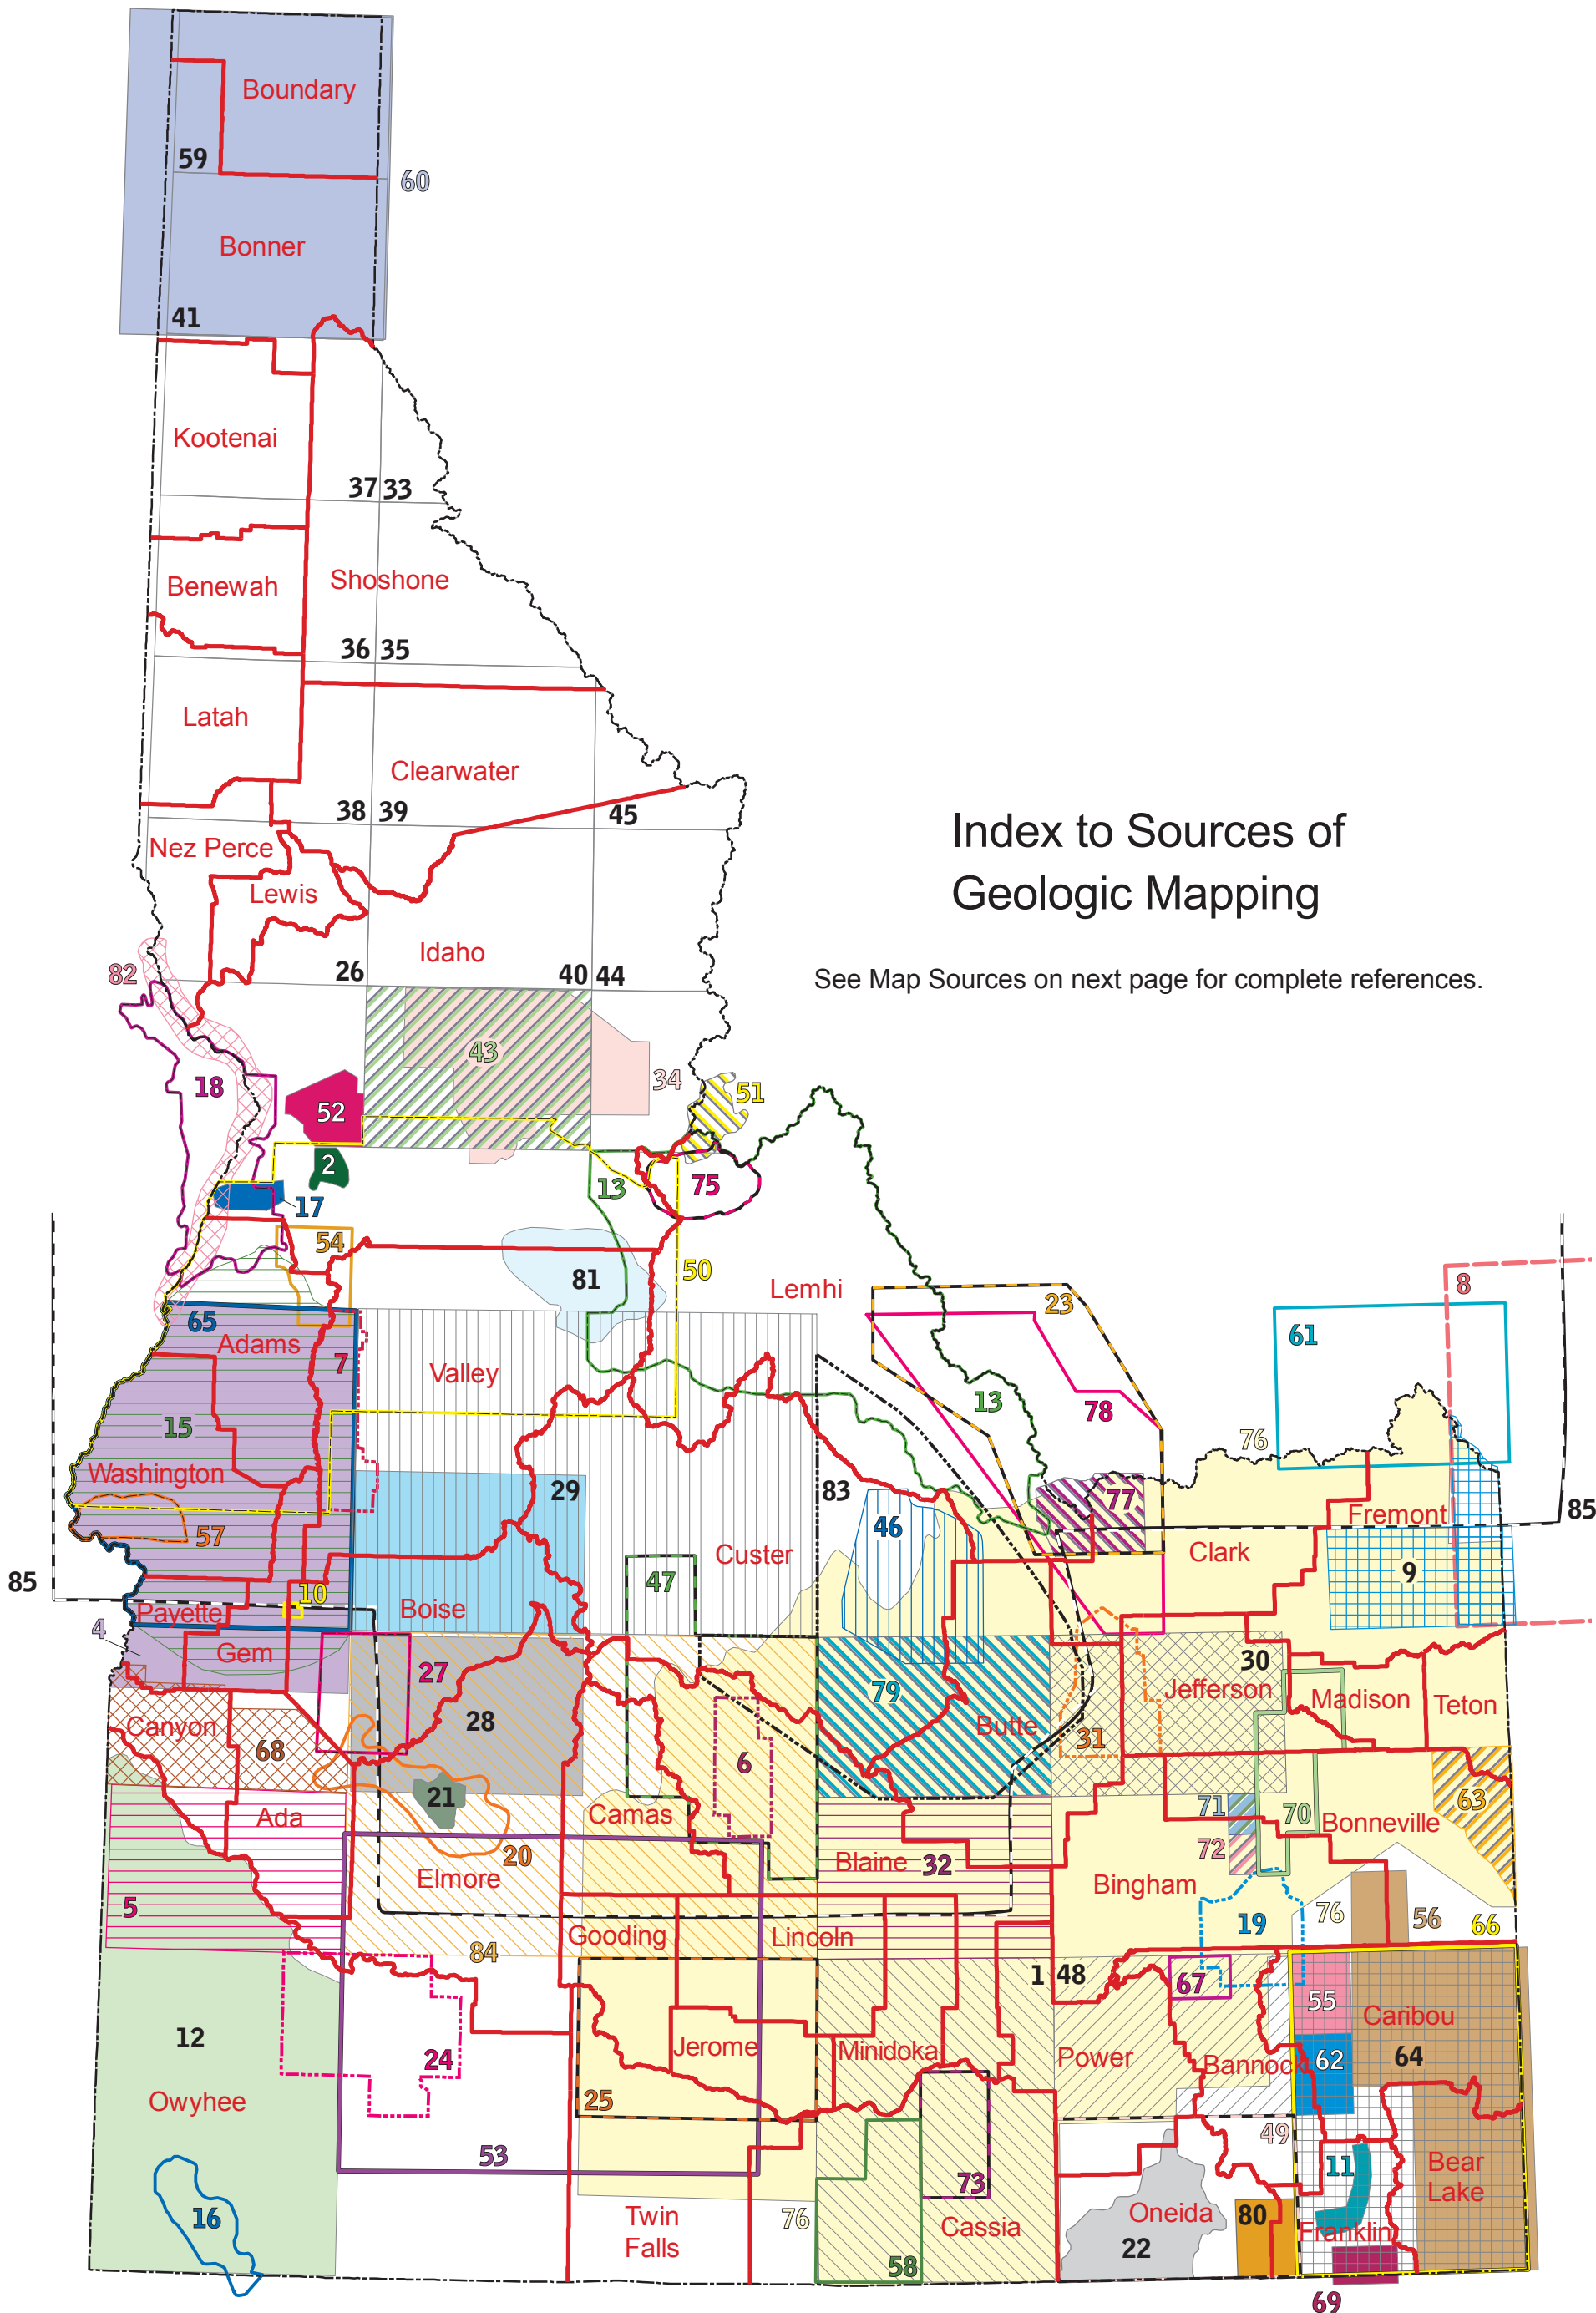 Boundary
59
60
Bonner
41
Kootenai
37 33
Benewah
Shoshone
36 35
Latah
Clearwater
38 39
45
Index to Sources of
Geologic Mapping
Nez Perce
Lewis
Idaho
82
26
40 44
See Map Sources on next page for complete references.
43
18
34
51
52
2
13
75
17
54
50
81
Lemhi
23
8
65
61
Adams
7
Valley
13
78
15
76
Washington
29
83
77
46
Fremont
85
57
Custer
Clark
9
85
10
47
Payette
Boise
4
Gem
30
27
Jefferson
79
Madison
Teton
Canyon
28
Butte
68
31
6
21
63
71
70
Ada
Camas
Bonneville
72
20
Blaine 32
Elmore
Bingham
5
76
56
19
66
Gooding
Lincoln
84
1 48
67
55
Caribou
12
24
Jerome
Minidoka
Power
Bannock
62
64
25
Owyhee
49
53
11
73
Bear
Lake
16
76
Twin
Falls
Cassia
Oneida
80
Franklin
22
58
69